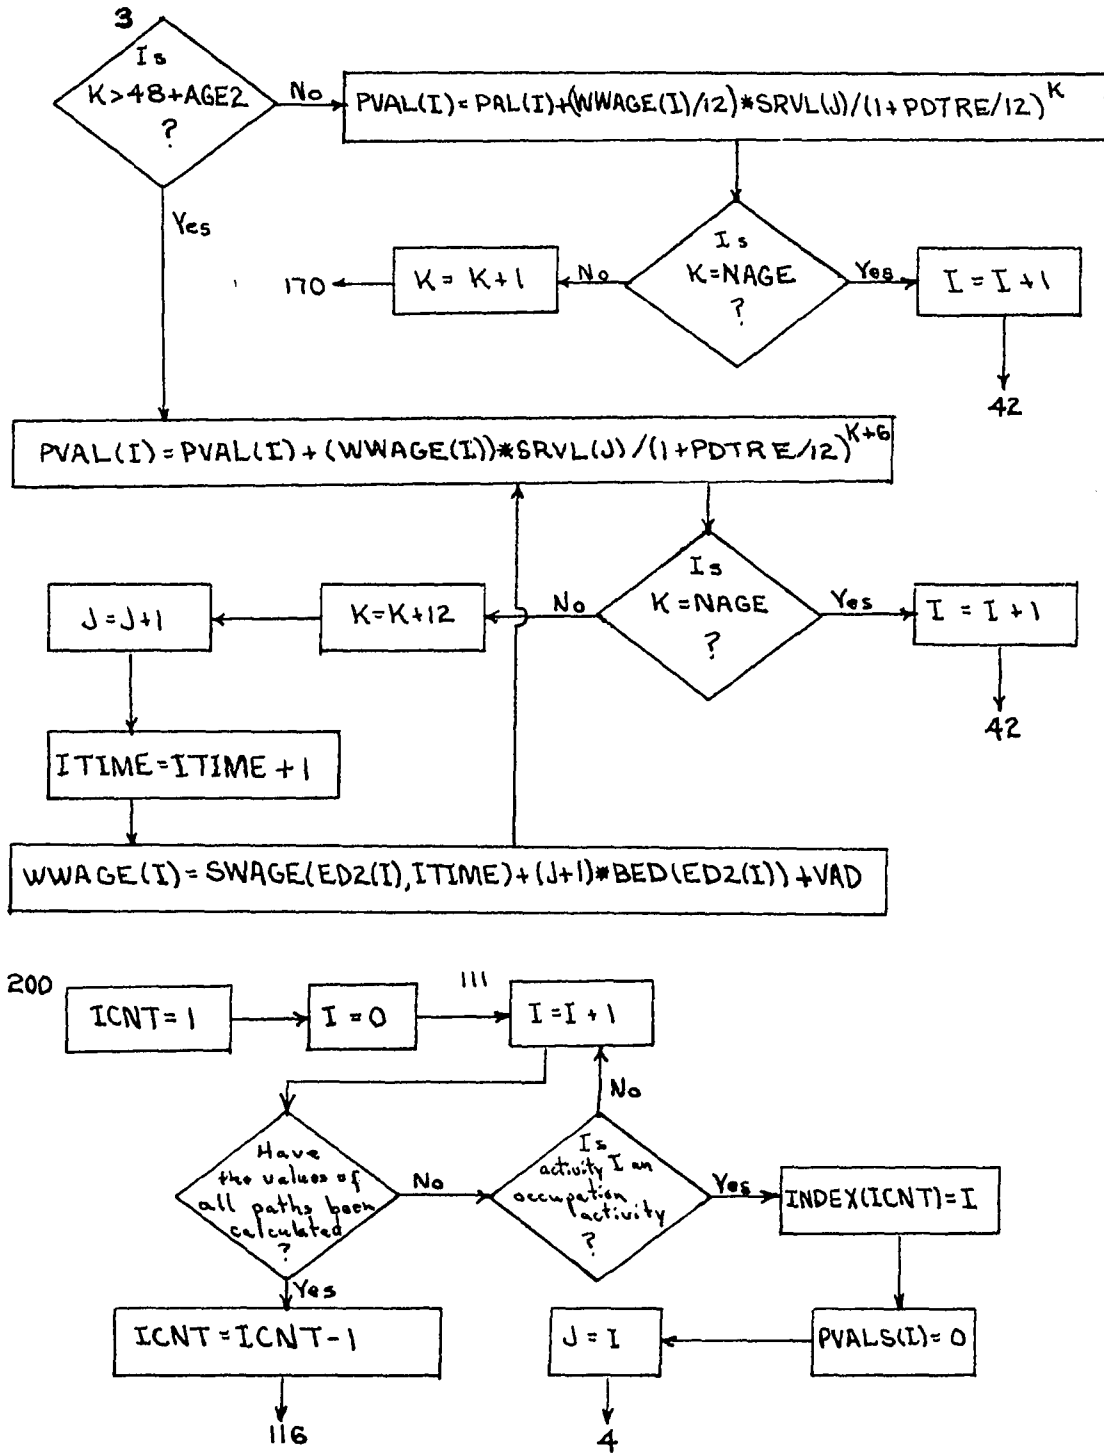 3
Is
K>48+AGE2
?
No
PVAL(I)=PAL(I)+(WWAGE(I)/12)*SRVL(J)/(1+PDTRE/12)^K
Yes
Is
K=NAGE
?
No
K=K+1
170
Yes
I=I+1
42
PVAL(I)=PVAL(I)+(WWAGE(I))*SRVL(J)/(1+PDTRE/12)^K+6
Is
K=NAGE
?
No
K=K+12
J=J+1
Yes
I=I+1
42
ITIME=ITIME+1
WWAGE(I)=SWAGE(ED2(I),ITIME)+(J+1)*BED(ED2(I))+VAD
200
ICNT=1
I=0
111
I=I+1
No
Have
the values of
all paths been
calculated
?
No
Is
activity I an
occupation
activity
?
Yes
INDEX(ICNT)=I
Yes
ICNT=ICNT-1
J=I
PVALS(I)=0
116
4